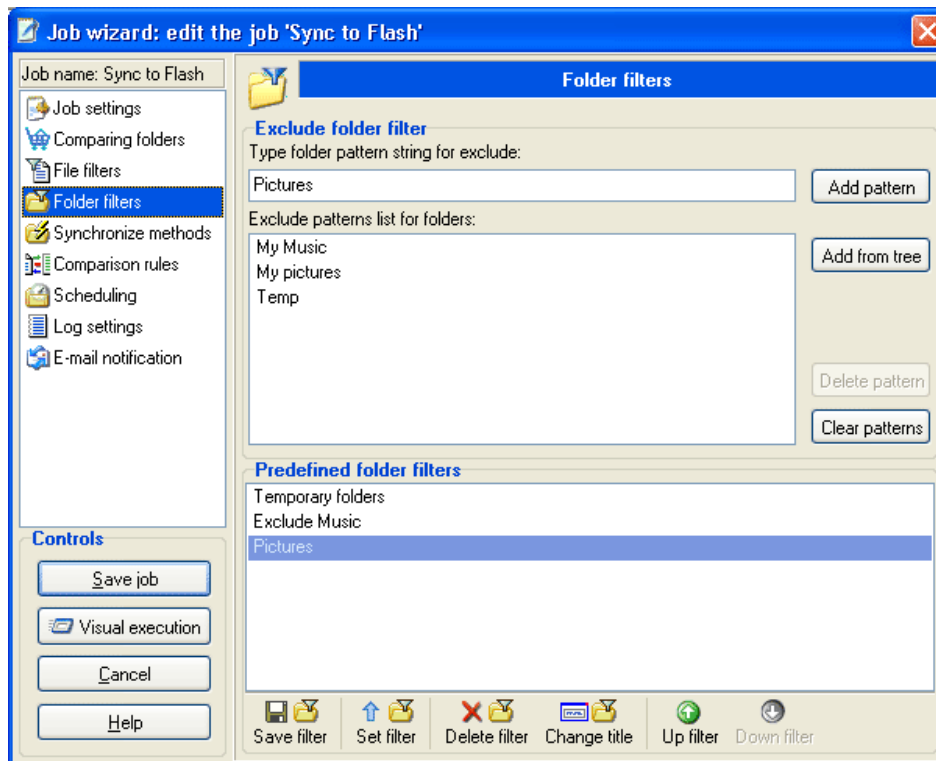 Job wizard: edit the job 'Sync to Flash'
Job name: Sync to Flash
Job settings
Comparing folders
File filters
Folder filters
Synchronize methods
Comparison rules
Scheduling
Log settings
E-mail notification
Controls
Save job
Visual execution
Cancel
Help
Folder filters
Exclude folder filter
Type folder pattern string for exclude:
Pictures
Add pattern
Exclude patterns list for folders:
My Music
My pictures
Temp
Add from tree
Delete pattern
Clear patterns
Predefined folder filters
Temporary folders
Exclude Music
Pictures
Save filter
Set filter
Delete filter
Change title
Up filter
Down filter